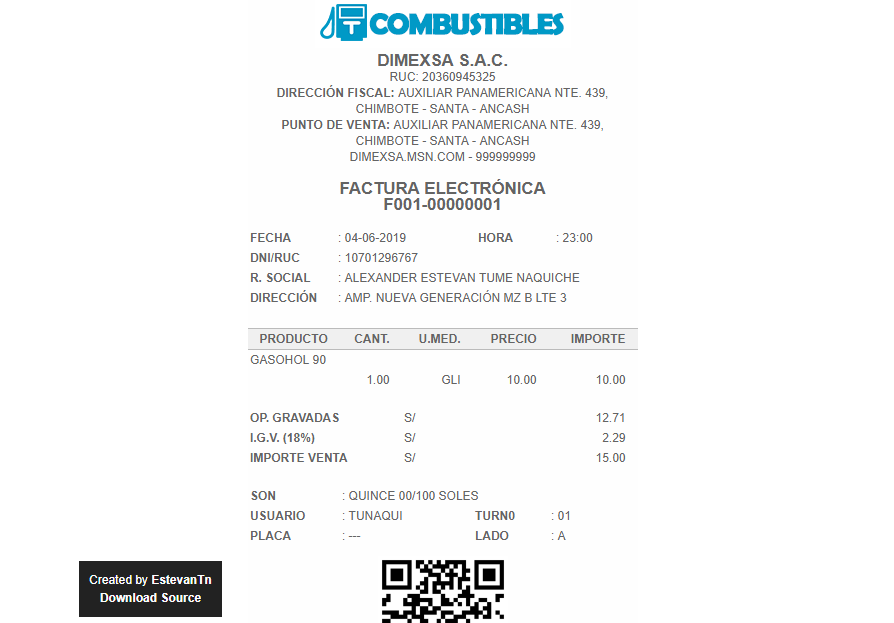 COMBUSTIBLES
DIMEXSA S.A.C.
RUC: 20360945325
DIRECCIÓN FISCAL: AUXILIAR PANAMERICANA NTE. 439,
CHIMBOTE - SANTA - ANCASH
PUNTO DE VENTA: AUXILIAR PANAMERICANA NTE. 439,
CHIMBOTE - SANTA - ANCASH
DIMEXSA.MSN.COM - 999999999
FACTURA ELECTRÓNICA
F001-00000001
FECHA : 04-06-2019 HORA : 23:00
DNI/RUC : 10701296767
R. SOCIAL : ALEXANDER ESTEVAN TUME NAQUICHE
DIRECCIÓN : AMP. NUEVA GENERACIÓN MZ B LTE 3
PRODUCTO CANT. U.MED. PRECIO IMPORTE
GASOHOL 90
1.00 GLI 10.00 10.00
OP. GRAVADAS S/ 12.71
I.G.V. (18%) S/ 2.29
IMPORTE VENTA S/ 15.00
SON : QUINCE 00/100 SOLES
USUARIO : TUNAQUI TURN0 : 01
PLACA : --- LADO : A
Created by EstevanTn
Download Source